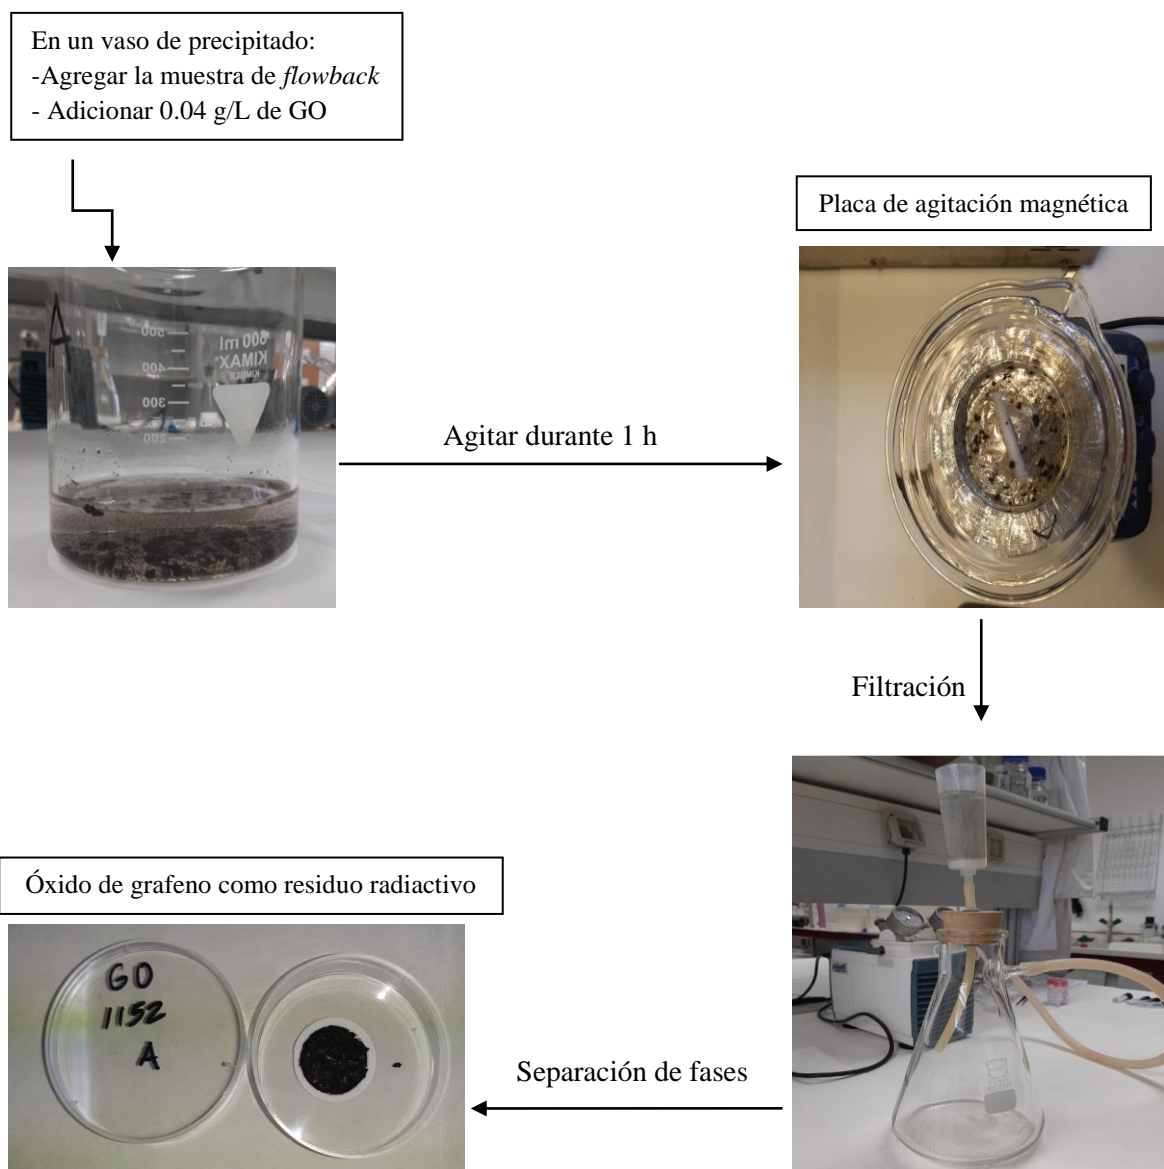 En un vaso de precipitado:
-Agregar la muestra de flowback
- Adicionar 0.04 g/L de GO
Placa de agitación magnética
500
600 ml
KIMAX
KIMBLE
400
300
200
Agitar durante 1 h
Filtración
Óxido de grafeno como residuo radiactivo
GO
1152
A
Separación de fases